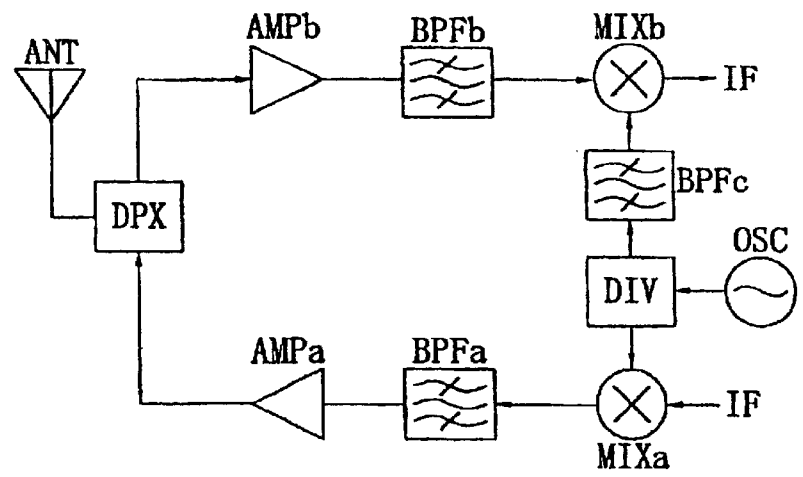 AMPb
BPFb
MIXb
ANT
IF
BPFc
DPX
OSC
DIV
AMPa
BPFa
IF
MIXa